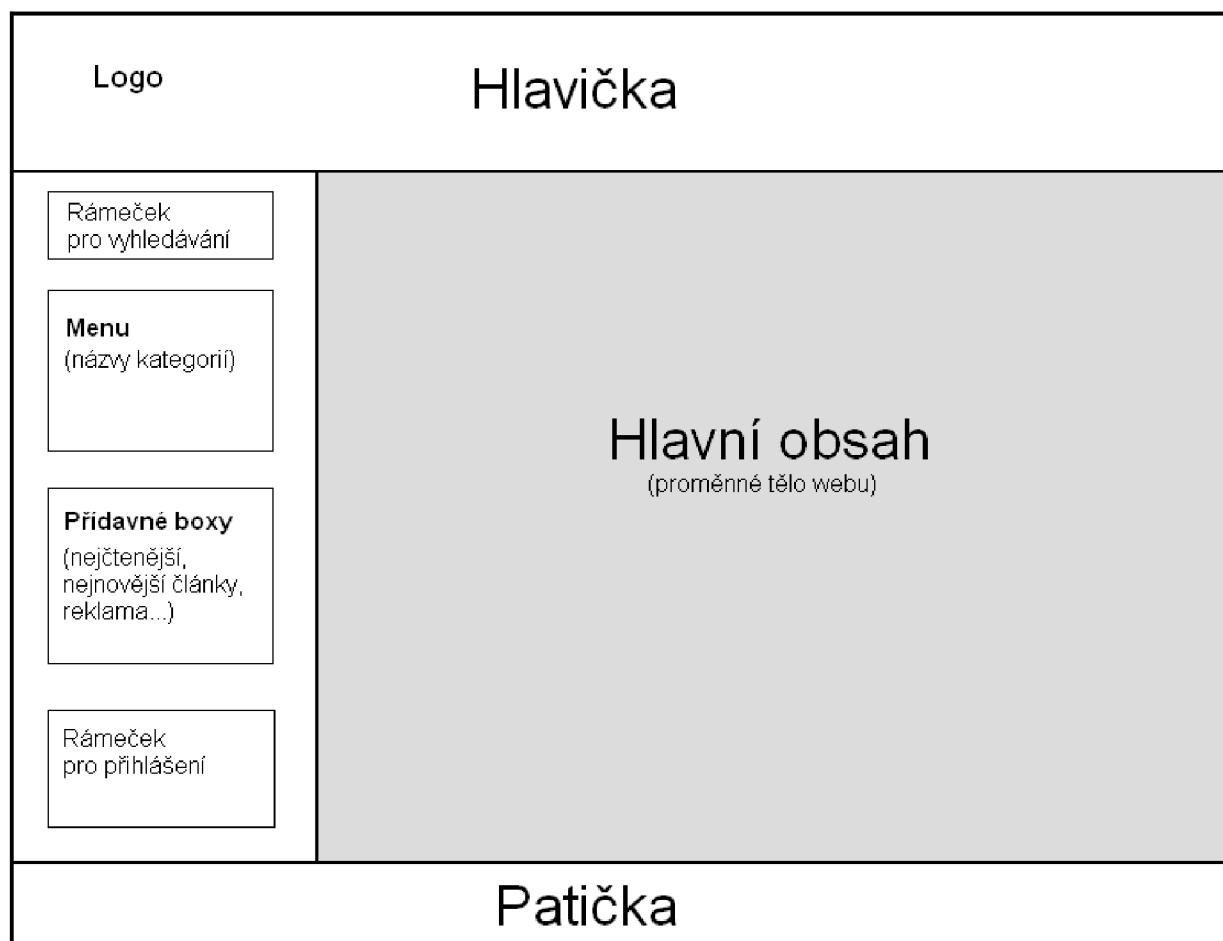 Logo
Hlavička
Rámeček
pro vyhledávání
Menu
(názvy kategorií)
Hlavní obsah
(proměnné tělo webu)
Přídavné boxy
(nejčtenější,
nejnovější články,
reklama...)
Rámeček
pro přihlášení
Patička